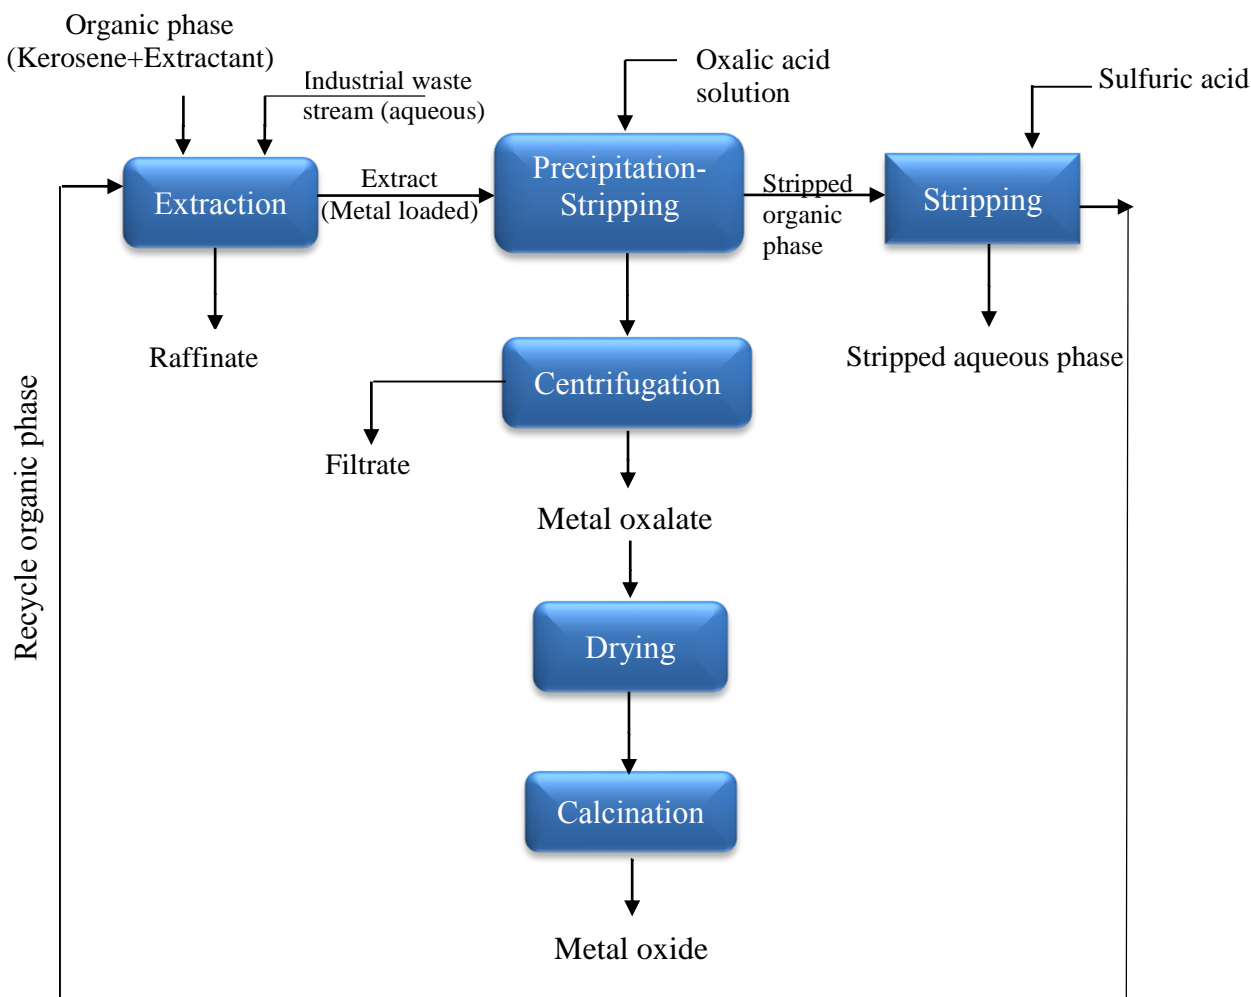 Organic phase
(Kerosene+Extractant)
Industrial waste
stream (aqueous)
Oxalic acid
solution
Sulfuric acid
Extraction
Extract
(Metal loaded)
Precipitation-
Stripping
Stripped
organic
phase
Stripping
Raffinate
Stripped aqueous phase
Centrifugation
Filtrate
Recycle organic phase
Metal oxalate
Drying
Calcination
Metal oxide